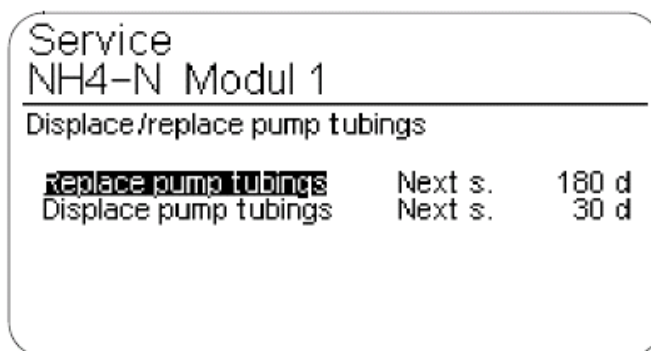 Service
NH4-N Modul 1
Displace/replace pump tubings
Replace pump tubings Next s. 180 d
Displace pump tubings Next s. 30 d